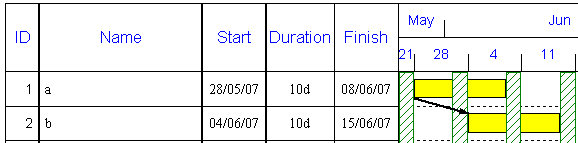 May Jun
ID Name Start Duration Finish
21 28 4 11
1 a 28/05/07 10d 08/06/07
2 b 04/06/07 10d 15/06/07